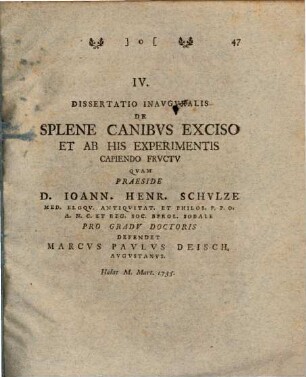 ] o [ 47
IV.
DISSERTATIO INAVGVRALIS
DE
SPLENE CANIBVS EXCISO
ET AB HIS EXPERIMENTIS
CAPIENDO FRVCTV
QVAM
PRAESIDE
D. IOANN. HENR. SCHVLZE
MED. ELOQV. ANTIQVITAT. ET PHILOS. P. P. O.
A. N. C. ET REG. SOC. BEROL. SODALE
PRO GRADV DOCTORIS
DEFENDET
MARCVS PAVLVS DEISCH,
AVGVSTANVS.
Halae M. Mart. 1735.